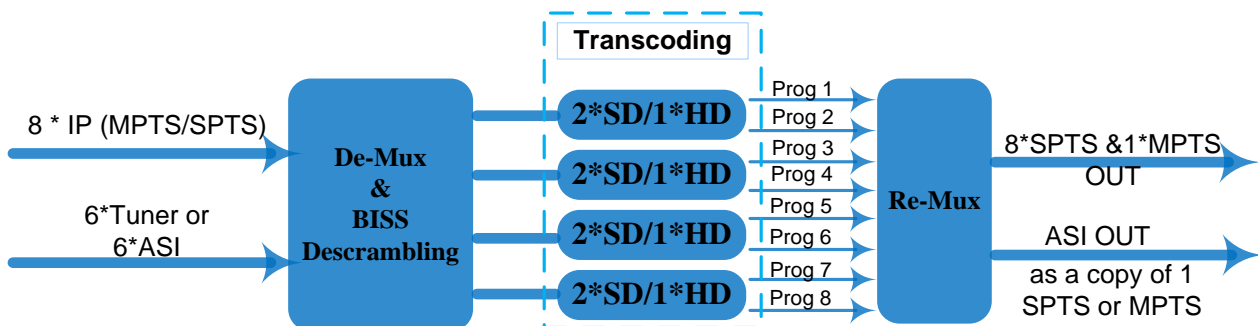 Transcoding
8 * IP (MPTS/SPTS)
6*Tuner or
6*ASI
De-Mux
&
BISS
Descrambling
2*SD/1*HD
2*SD/1*HD
2*SD/1*HD
2*SD/1*HD
Prog 1
Prog 2
Prog 3
Prog 4
Prog 5
Prog 6
Prog 7
Prog 8
Re-Mux
8*SPTS &1*MPTS
OUT
ASI OUT
as a copy of 1
SPTS or MPTS